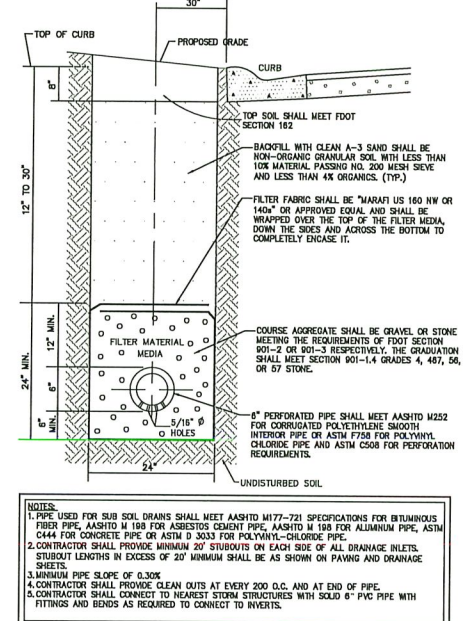 30"
TOP OF CURB
PROPOSED GRADE
CURB
8"
TOP SOIL SHALL MEET FDOT
SECTION 162
BACKFILL WITH CLEAN A-3 SAND SHALL BE
NON-ORGANIC GRANULAR SOIL WITH LESS THAN
10% MATERIAL PASSING NO. 200 MESH SIEVE
AND LESS THAN 4% ORGANICS. (TYP.)
12" TO 30"
FILTER FABRIC SHALL BE "MARAFI US 160 NW OR
140s" OR APPROVED EQUAL AND SHALL BE
WRAPPED OVER THE TOP OF THE FILTER MEDIA,
DOWN THE SIDES AND ACROSS THE BOTTOM TO
COMPLETELY ENCASE IT.
24" MIN.
12" MIN.
6"
6" MIN.
FILTER MATERIAL
MEDIA
COURSE AGGREGATE SHALL BE GRAVEL OR STONE
MEETING THE REQUIREMENTS OF FDOT SECTION
901-2 OR 901-3 RESPECTIVELY. THE GRADUATION
SHALL MEET SECTION 901-1.4 GRADES 4, 467, 56,
OR 57 STONE.
5/16" Ø
HOLES
6" PERFORATED PIPE SHALL MEET AASHTO M252
FOR CORRUGATED POLYETHYLENE SMOOTH
INTERIOR PIPE OR ASTM F758 FOR POLYVINYL
CHLORIDE PIPE AND ASTM C508 FOR PERFORATION
REQUIREMENTS.
24"
UNDISTURBED SOIL
NOTES:
1. PIPE USED FOR SUB SOIL DRAINS SHALL MEET AASHTO M177-721 SPECIFICATIONS FOR BITUMINOUS
FIBER PIPE, AASHTO M 198 FOR ASBESTOS CEMENT PIPE, AASHTO M 198 FOR ALUMINUM PIPE, ASTM
C444 FOR CONCRETE PIPE OR ASTM D 3033 FOR POLYVINYL-CHLORIDE PIPE.
2. CONTRACTOR SHALL PROVIDE MINIMUM 20' STUBOUTS ON EACH SIDE OF ALL DRAINAGE INLETS.
STUBOUT LENGTHS IN EXCESS OF 20' MINIMUM SHALL BE AS SHOWN ON PAVING AND DRAINAGE
SHEETS.
3. MINIMUM PIPE SLOPE OF 0.30%
4. CONTRACTOR SHALL PROVIDE CLEAN OUTS AT EVERY 200 O.C. AND AT END OF PIPE.
5. CONTRACTOR SHALL CONNECT TO NEAREST STORM STRUCTURES WITH SOLID 6" PVC PIPE WITH
FITTINGS AND BENDS AS REQUIRED TO CONNECT TO INVERTS.